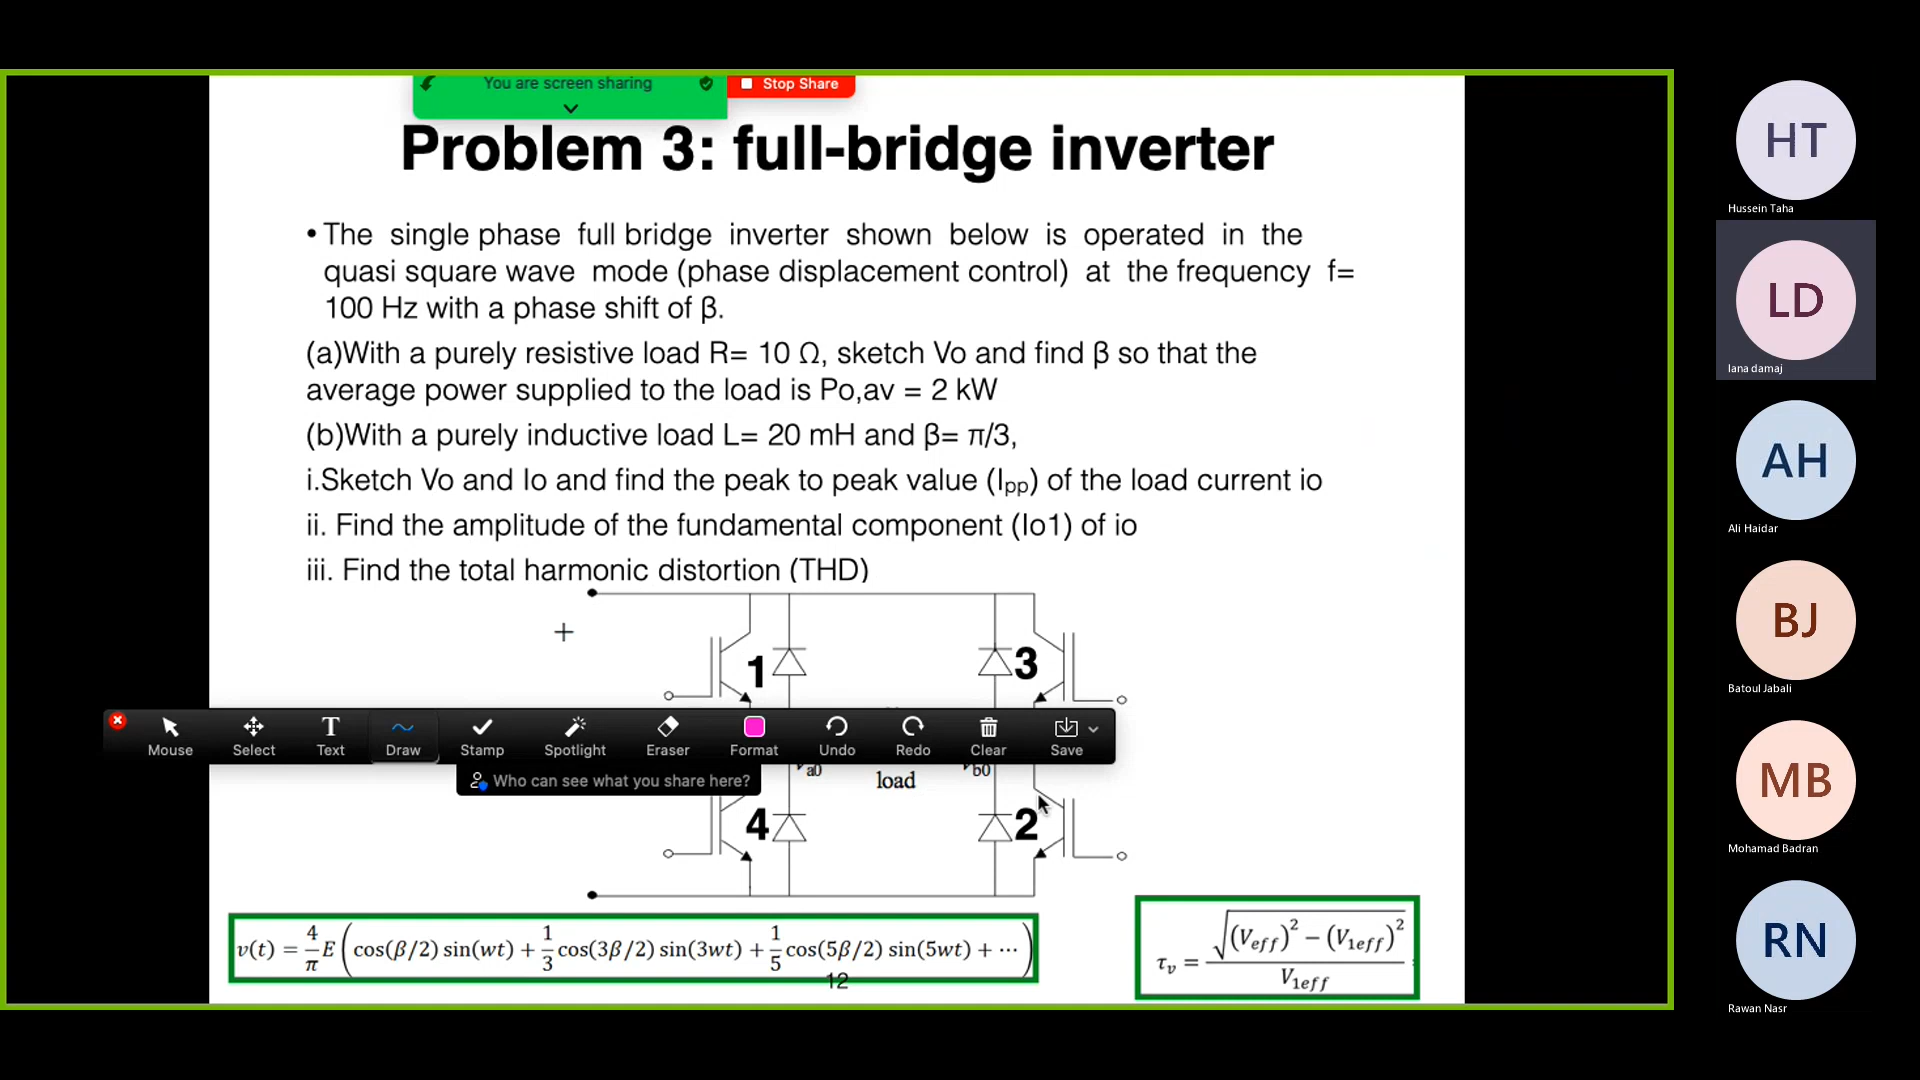 You are screen sharing
Stop Share
Problem 3: full-bridge inverter
• The single phase full bridge inverter shown below is operated in the
quasi square wave mode (phase displacement control) at the frequency f=
100 Hz with a phase shift of β.
(a)With a purely resistive load R= 10 Ω, sketch Vo and find β so that the
average power supplied to the load is Po,av = 2 kW
(b)With a purely inductive load L= 20 mH and β= π/3,
i.Sketch Vo and Io and find the peak to peak value (Ipp) of the load current io
ii. Find the amplitude of the fundamental component (Io1) of io
iii. Find the total harmonic distortion (THD)
+
1
3
Mouse Select Text Draw Stamp Spotlight Eraser Format Undo Redo Clear Save
Who can see what you share here?
a0
load
b0
4
2
v(t) = 4/π E (cos(β/2) sin(wt) + 1/3 cos(3β/2) sin(3wt) + 1/5 cos(5β/2) sin(5wt) + ⋯)
τv = √((Veff)² − (V1eff)²) / V1eff
12
HT
Hussein Taha
LD
lana damaj
AH
Ali Haidar
BJ
Batoul Jabali
MB
Mohamad Badran
RN
Rawan Nasr